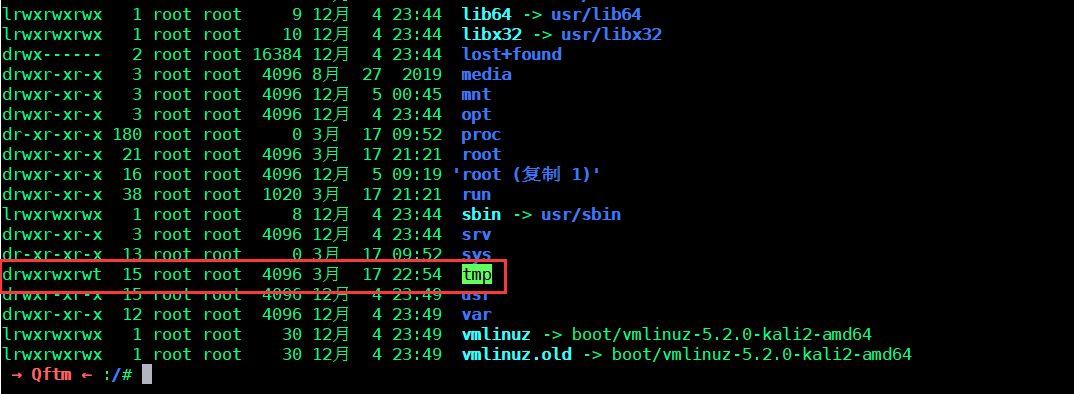 lrwxrwxrwx   1 root root     9 12月  4 23:44  lib64 -> usr/lib64
lrwxrwxrwx   1 root root    10 12月  4 23:44  libx32 -> usr/libx32
drwx------   2 root root 16384 12月  4 23:44  lost+found
drwxr-xr-x   3 root root  4096 8月  27  2019  media
drwxr-xr-x   3 root root  4096 12月  5 00:45  mnt
drwxr-xr-x   3 root root  4096 12月  4 23:44  opt
dr-xr-xr-x 180 root root     0 3月  17 09:52  proc
drwxr-xr-x  21 root root  4096 3月  17 21:21  root
drwxr-xr-x  16 root root  4096 12月  5 09:19 'root (复制 1)'
drwxr-xr-x  38 root root  1020 3月  17 21:21  run
lrwxrwxrwx   1 root root     8 12月  4 23:44  sbin -> usr/sbin
drwxr-xr-x   3 root root  4096 12月  4 23:44  srv
dr-xr-xr-x  13 root root     0 3月  17 09:52  sys
drwxrwxrwt  15 root root  4096 3月  17 22:54  tmp
drwxr-xr-x  15 root root  4096 12月  4 23:49  usr
drwxr-xr-x  12 root root  4096 12月  4 23:49  var
lrwxrwxrwx   1 root root    30 12月  4 23:49  vmlinuz -> boot/vmlinuz-5.2.0-kali2-amd64
lrwxrwxrwx   1 root root    30 12月  4 23:49  vmlinuz.old -> boot/vmlinuz-5.2.0-kali2-amd64
→ Qftm ← :/#